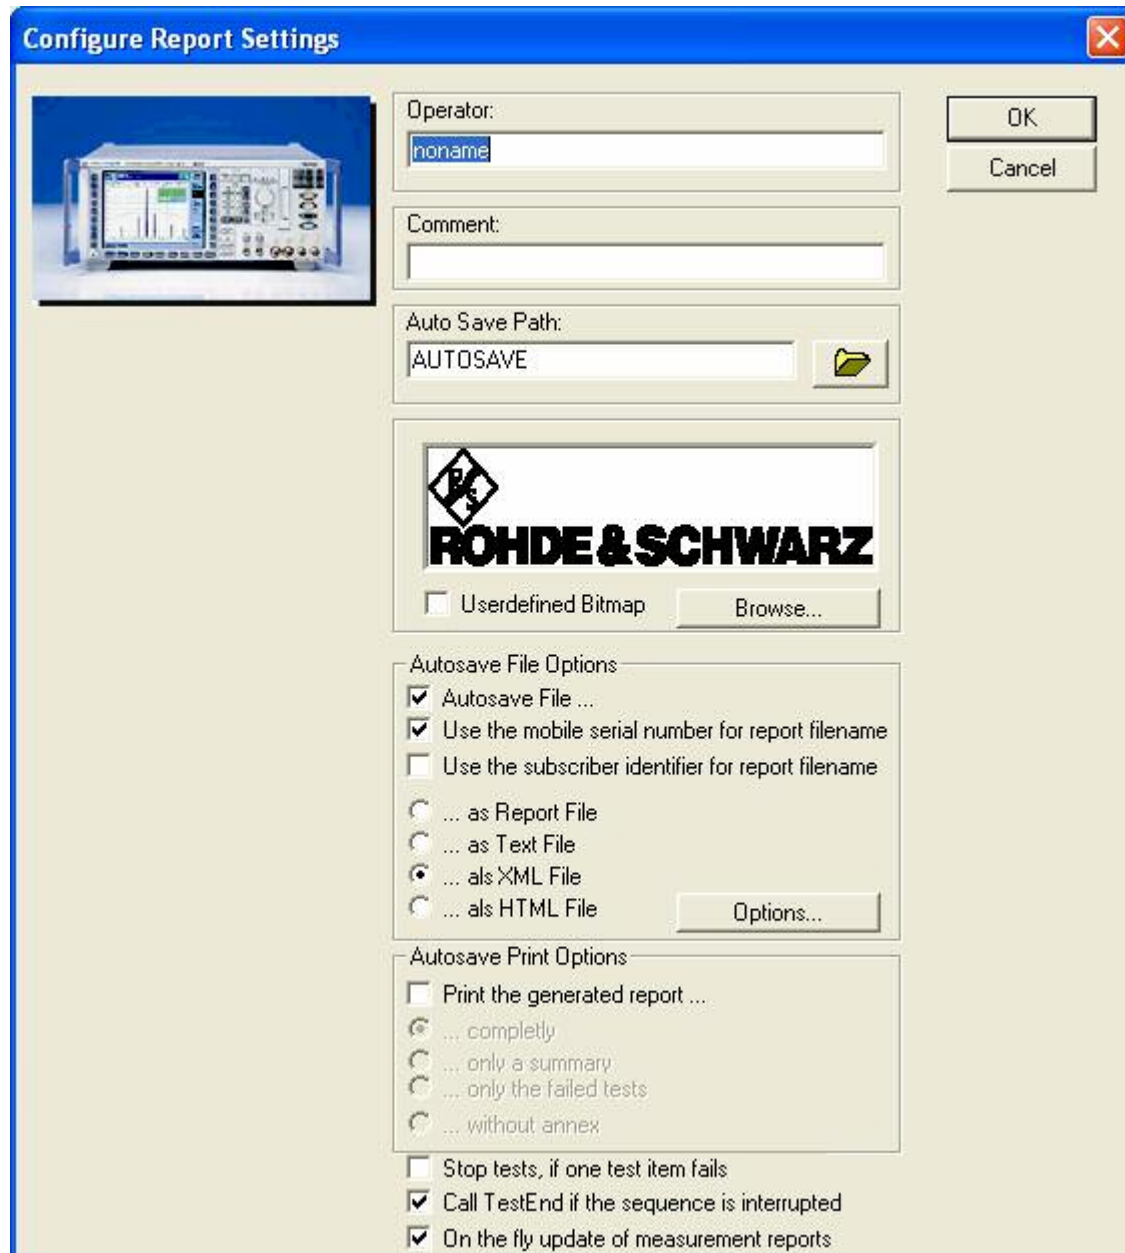 Configure Report Settings
Operator:
noname
OK
Cancel
Comment:
Auto Save Path:
AUTOSAVE
R S
ROHDE&SCHWARZ
Userdefined Bitmap
Browse...
Autosave File Options
Autosave File ...
Use the mobile serial number for report filename
Use the subscriber identifier for report filename
... as Report File
... as Text File
... als XML File
... als HTML File
Options...
Autosave Print Options
Print the generated report ...
... completly
... only a summary
... only the failed tests
... without annex
Stop tests, if one test item fails
Call TestEnd if the sequence is interrupted
On the fly update of measurement reports